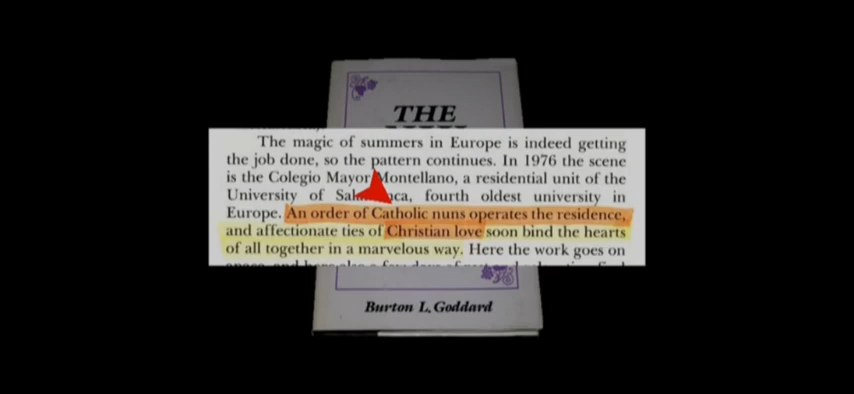 THE
The magic of summers in Europe is indeed getting
the job done, so the pattern continues. In 1976 the scene
is the Colegio Mayor Montellano, a residential unit of the
University of fourth oldest university in
Europe. An order of Catholic nuns operates the residence,
and affectionate ties of Christian love soon bind the hearts
of all together in a marvelous way. Here the work goes on
Burton L. Goddard